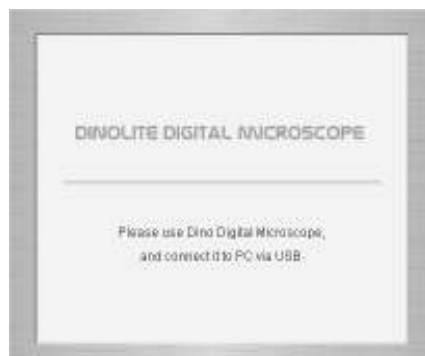 DINOLITE DIGITAL MICROSCOPE
Please use Dino Digital Microscope,
and connect it to PC via USB